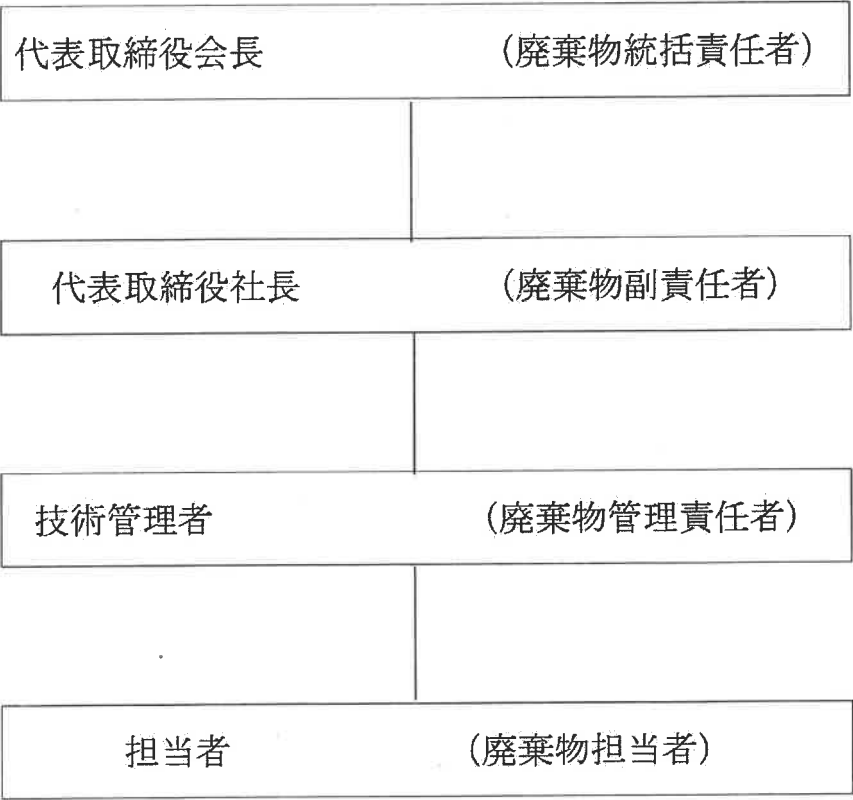 代表取締役会長 (廃棄物統括責任者)
代表取締役社長 (廃棄物副責任者)
技術管理者 (廃棄物管理責任者)
担当者 (廃棄物担当者)